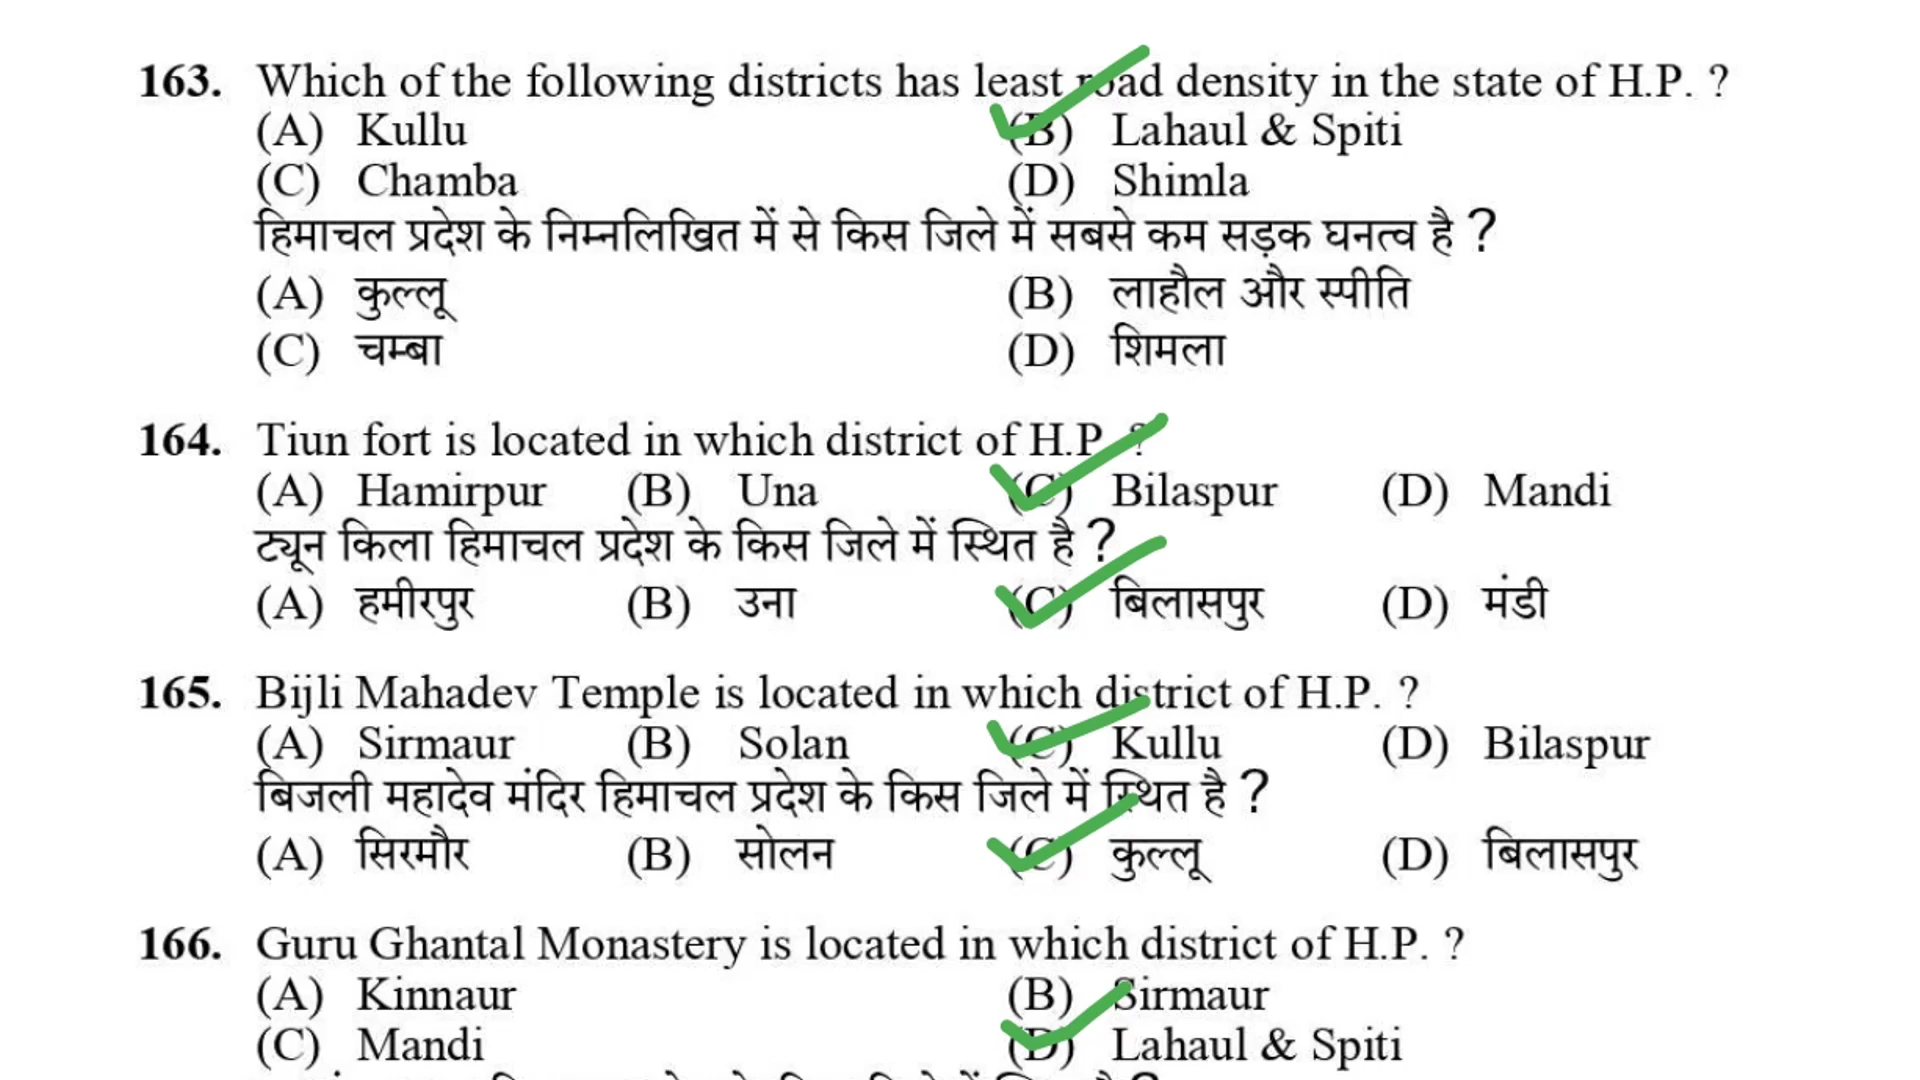 163. Which of the following districts has least road density in the state of H.P. ?
(A) Kullu (B) Lahaul & Spiti
(C) Chamba (D) Shimla
हिमाचल प्रदेश के निम्नलिखित में से किस जिले में सबसे कम सड़क घनत्व है ?
(A) कुल्लू (B) लाहौल और स्पीति
(C) चम्बा (D) शिमला
164. Tiun fort is located in which district of H.P. ?
(A) Hamirpur (B) Una (C) Bilaspur (D) Mandi
ट्यून किला हिमाचल प्रदेश के किस जिले में स्थित है ?
(A) हमीरपुर (B) उना (C) बिलासपुर (D) मंडी
165. Bijli Mahadev Temple is located in which district of H.P. ?
(A) Sirmaur (B) Solan (C) Kullu (D) Bilaspur
बिजली महादेव मंदिर हिमाचल प्रदेश के किस जिले में स्थित है ?
(A) सिरमौर (B) सोलन (C) कुल्लू (D) बिलासपुर
166. Guru Ghantal Monastery is located in which district of H.P. ?
(A) Kinnaur (B) Sirmaur
(C) Mandi (D) Lahaul & Spiti